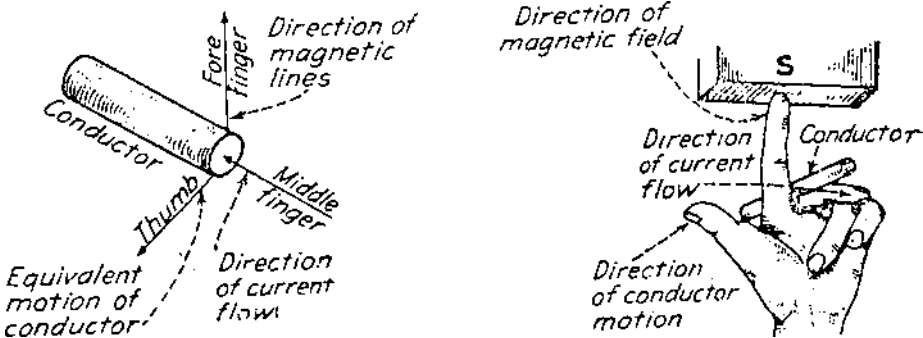 Direction of
magnetic
lines
Fore
finger
Conductor
Middle
finger
Thumb
Equivalent
motion of
conductor
Direction
of current
flow
Direction of
magnetic field
S
Direction
of current
flow
Conductor
Direction
of conductor
motion